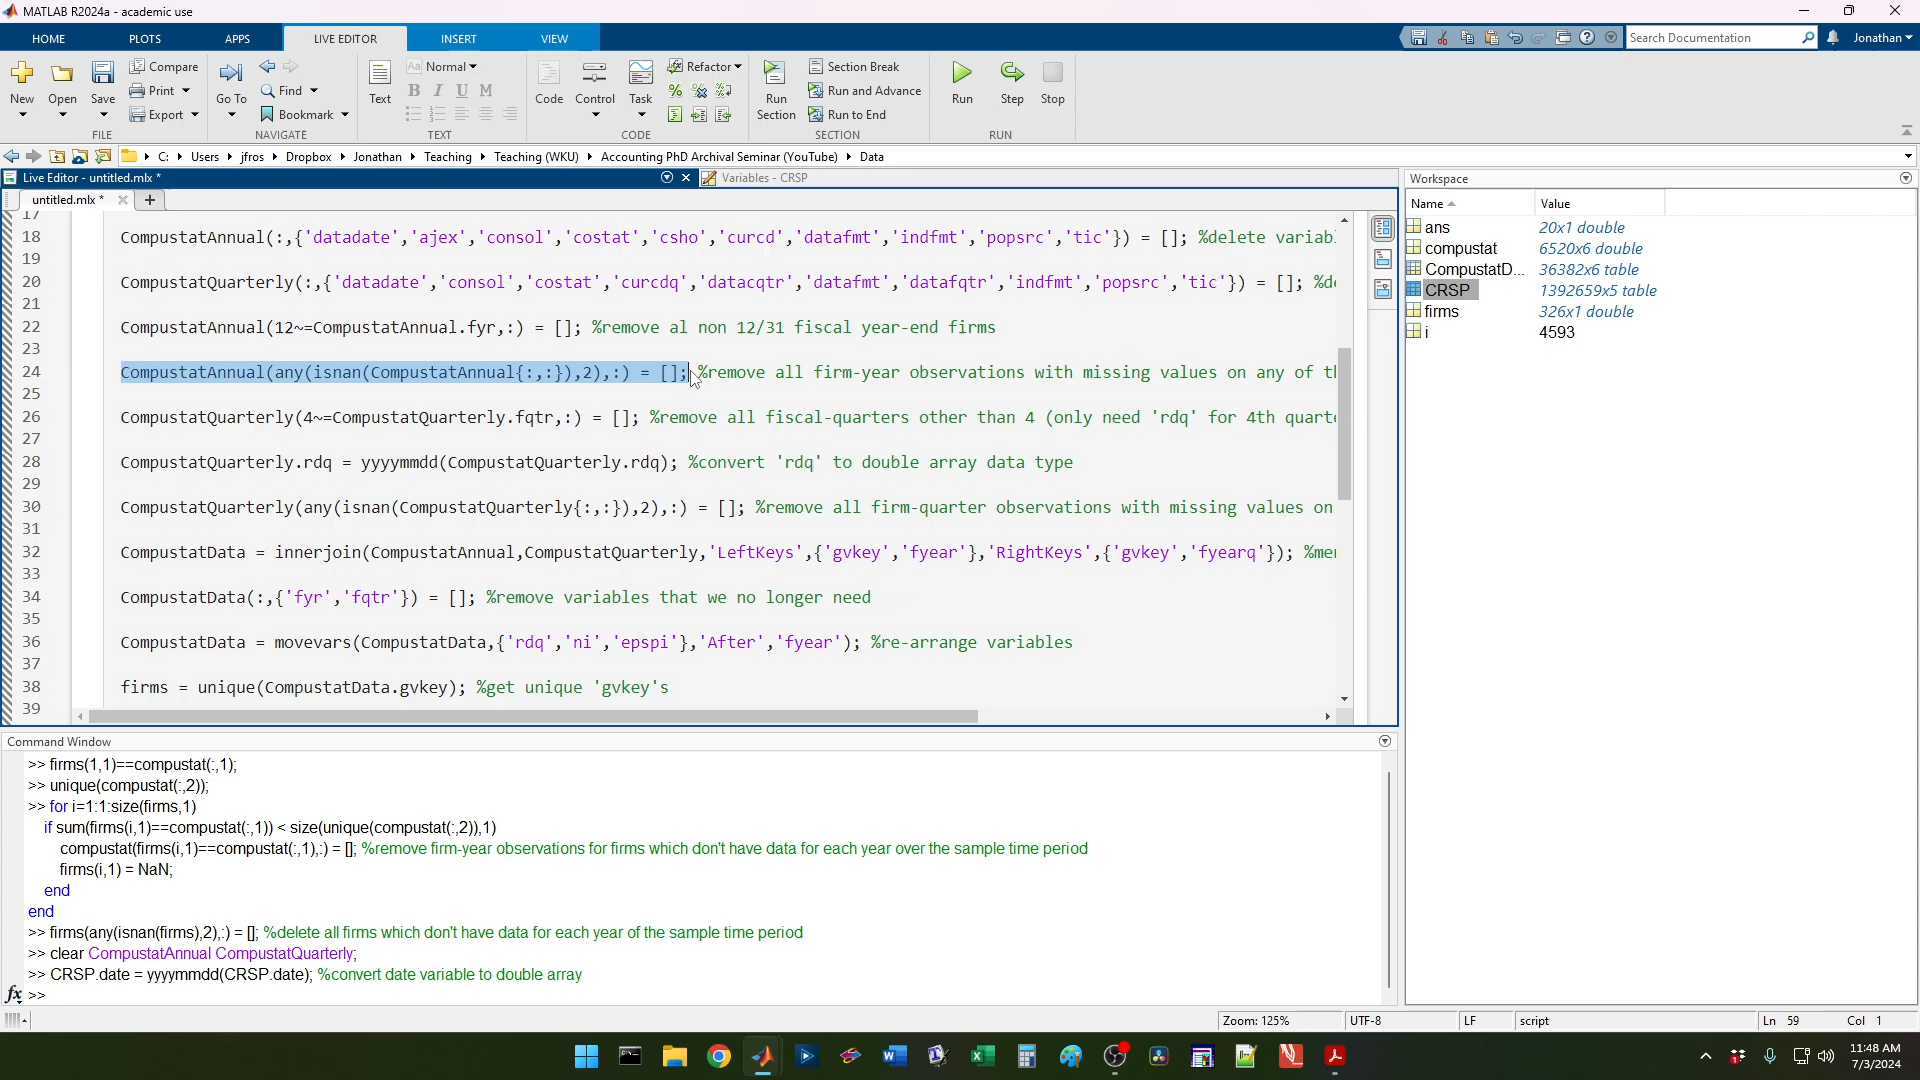 MATLAB R2024a - academic use
HOME PLOTS APPS LIVE EDITOR INSERT VIEW
Search Documentation
Jonathan
New Open Save
Compare
Print
Export
FILE
Go To
Find
Bookmark
NAVIGATE
Text
Aa Normal
B I U M
TEXT
Code Control Task
Refactor
CODE
Run Section
Section Break
Run and Advance
Run to End
SECTION
Run Step Stop
RUN
C: Users jfros Dropbox Jonathan Teaching Teaching (WKU) Accounting PhD Archival Seminar (YouTube) Data
Live Editor - untitled.mlx *
Variables - CRSP
untitled.mlx *
17
18 CompustatAnnual(:,{'datadate','ajex','consol','costat','csho','curcd','datafmt','indfmt','popsrc','tic'}) = []; %delete variabl
19
20 CompustatQuarterly(:,{'datadate','consol','costat','curcdq','datacqtr','datafmt','datafqtr','indfmt','popsrc','tic'}) = []; %de
21
22 CompustatAnnual(12~=CompustatAnnual.fyr,:) = []; %remove al non 12/31 fiscal year-end firms
23
24 CompustatAnnual(any(isnan(CompustatAnnual{:,:}),2),:) = []; %remove all firm-year observations with missing values on any of th
25
26 CompustatQuarterly(4~=CompustatQuarterly.fqtr,:) = []; %remove all fiscal-quarters other than 4 (only need 'rdq' for 4th quarte
27
28 CompustatQuarterly.rdq = yyyymmdd(CompustatQuarterly.rdq); %convert 'rdq' to double array data type
29
30 CompustatQuarterly(any(isnan(CompustatQuarterly{:,:}),2),:) = []; %remove all firm-quarter observations with missing values on
31
32 CompustatData = innerjoin(CompustatAnnual,CompustatQuarterly,'LeftKeys',{'gvkey','fyear'},'RightKeys',{'gvkey','fyearq'}); %mer
33
34 CompustatData(:,{'fyr','fqtr'}) = []; %remove variables that we no longer need
35
36 CompustatData = movevars(CompustatData,{'rdq','ni','epspi'},'After','fyear'); %re-arrange variables
37
38 firms = unique(CompustatData.gvkey); %get unique 'gvkey's
39
Workspace
Name Value
ans 20x1 double
compustat 6520x6 double
CompustatD... 36382x6 table
CRSP 1392659x5 table
firms 326x1 double
i 4593
Command Window
>> firms(1,1)==compustat(:,1);
>> unique(compustat(:,2));
>> for i=1:1:size(firms,1)
if sum(firms(i,1)==compustat(:,1)) < size(unique(compustat(:,2)),1)
compustat(firms(i,1)==compustat(:,1),:) = []; %remove firm-year observations for firms which don't have data for each year over the sample time period
firms(i,1) = NaN;
end
end
>> firms(any(isnan(firms),2),:) = []; %delete all firms which don't have data for each year of the sample time period
>> clear CompustatAnnual CompustatQuarterly;
>> CRSP.date = yyyymmdd(CRSP.date); %convert date variable to double array
fx >>
Zoom: 125% UTF-8 LF script Ln 59 Col 1
11:48 AM
7/3/2024